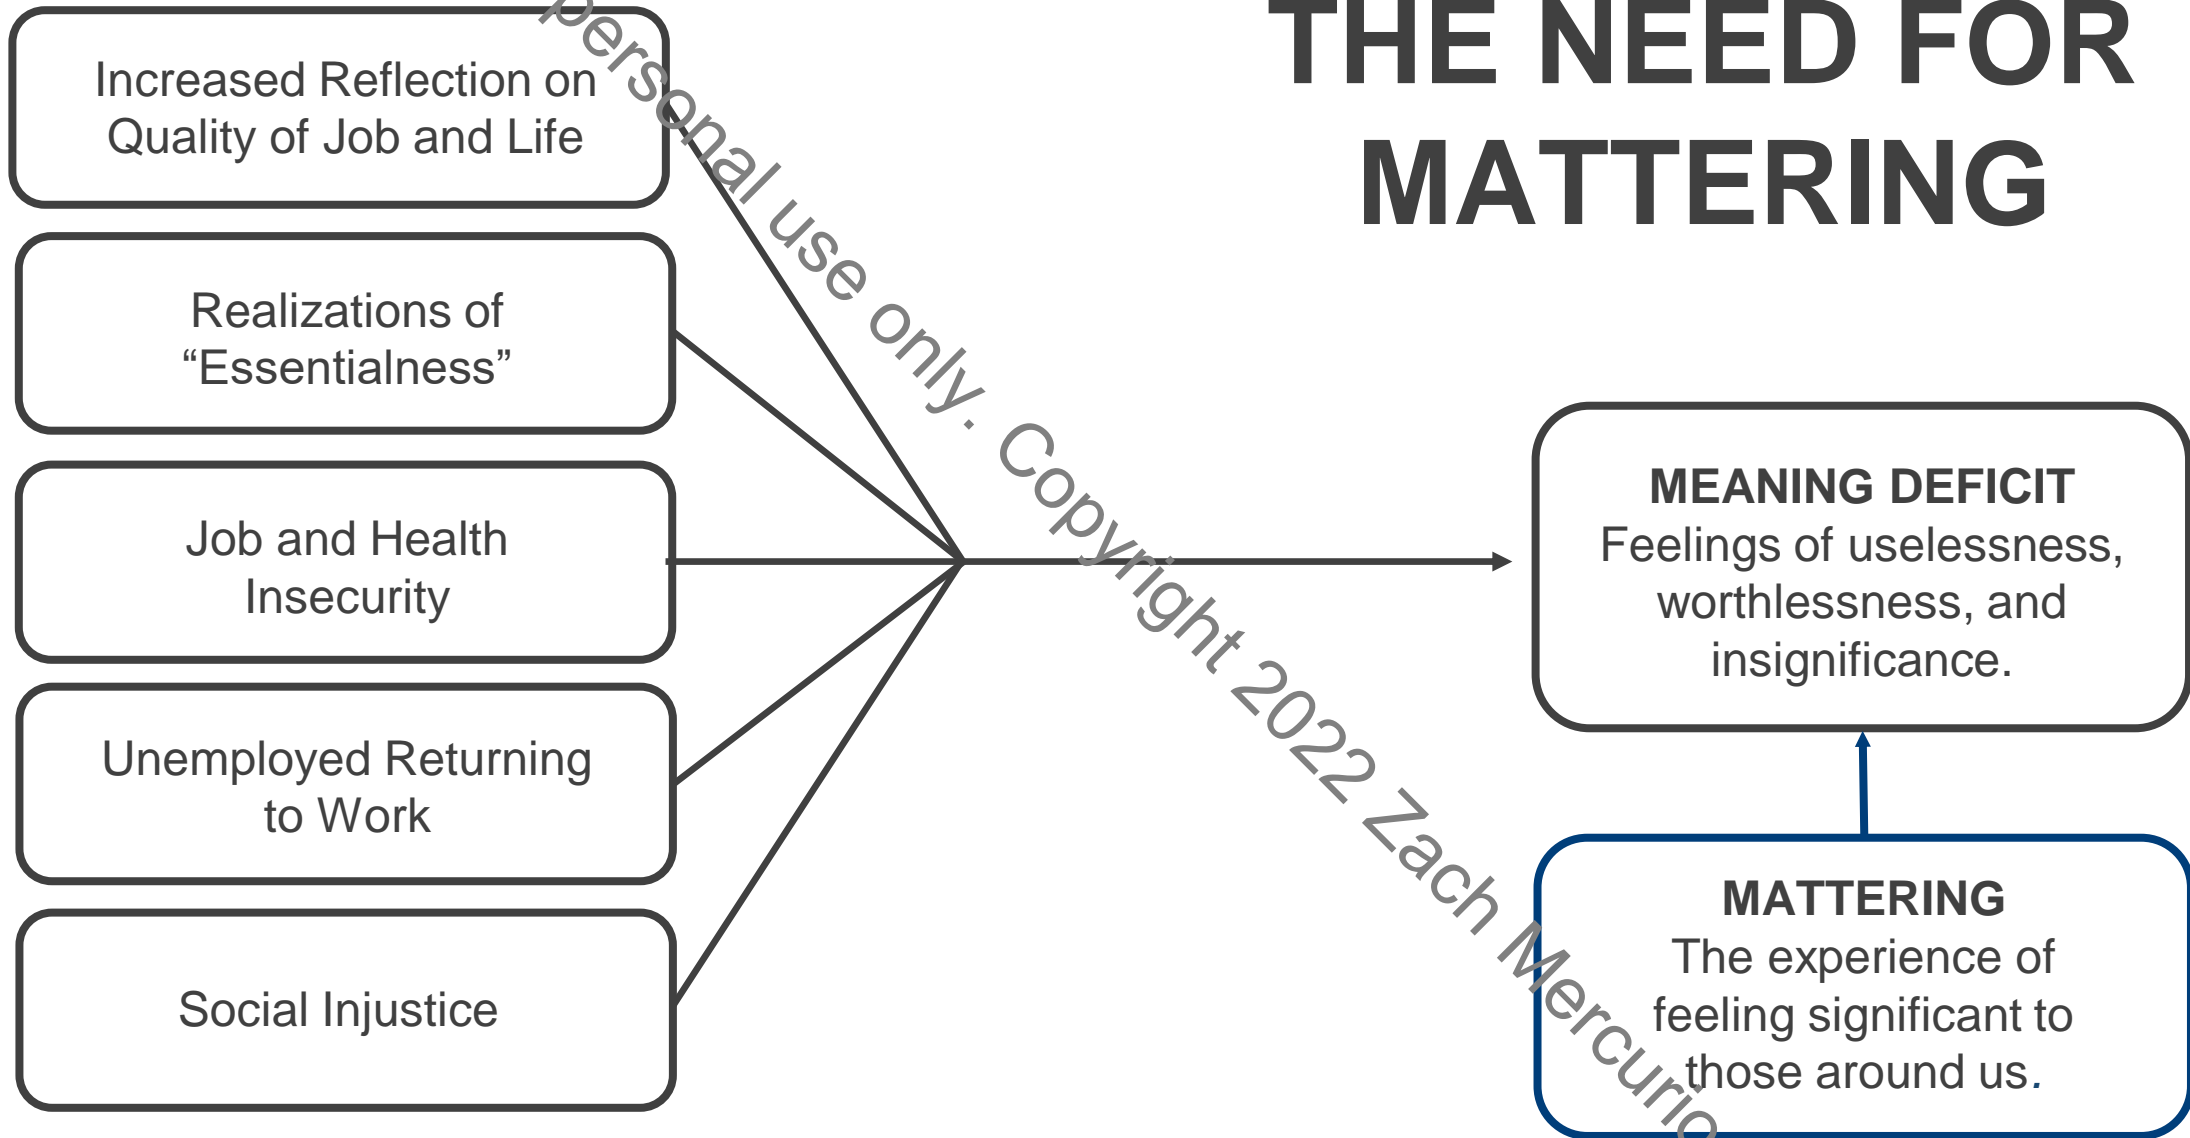 THE NEED FOR
MATTERING
Increased Reflection on
Quality of Job and Life
Realizations of
“Essentialness”
Job and Health
Insecurity
Unemployed Returning
to Work
Social Injustice
MEANING DEFICIT
Feelings of uselessness,
worthlessness, and
insignificance.
MATTERING
The experience of
feeling significant to
those around us.
personal use only. Copyright 2022 Zach Mercurio